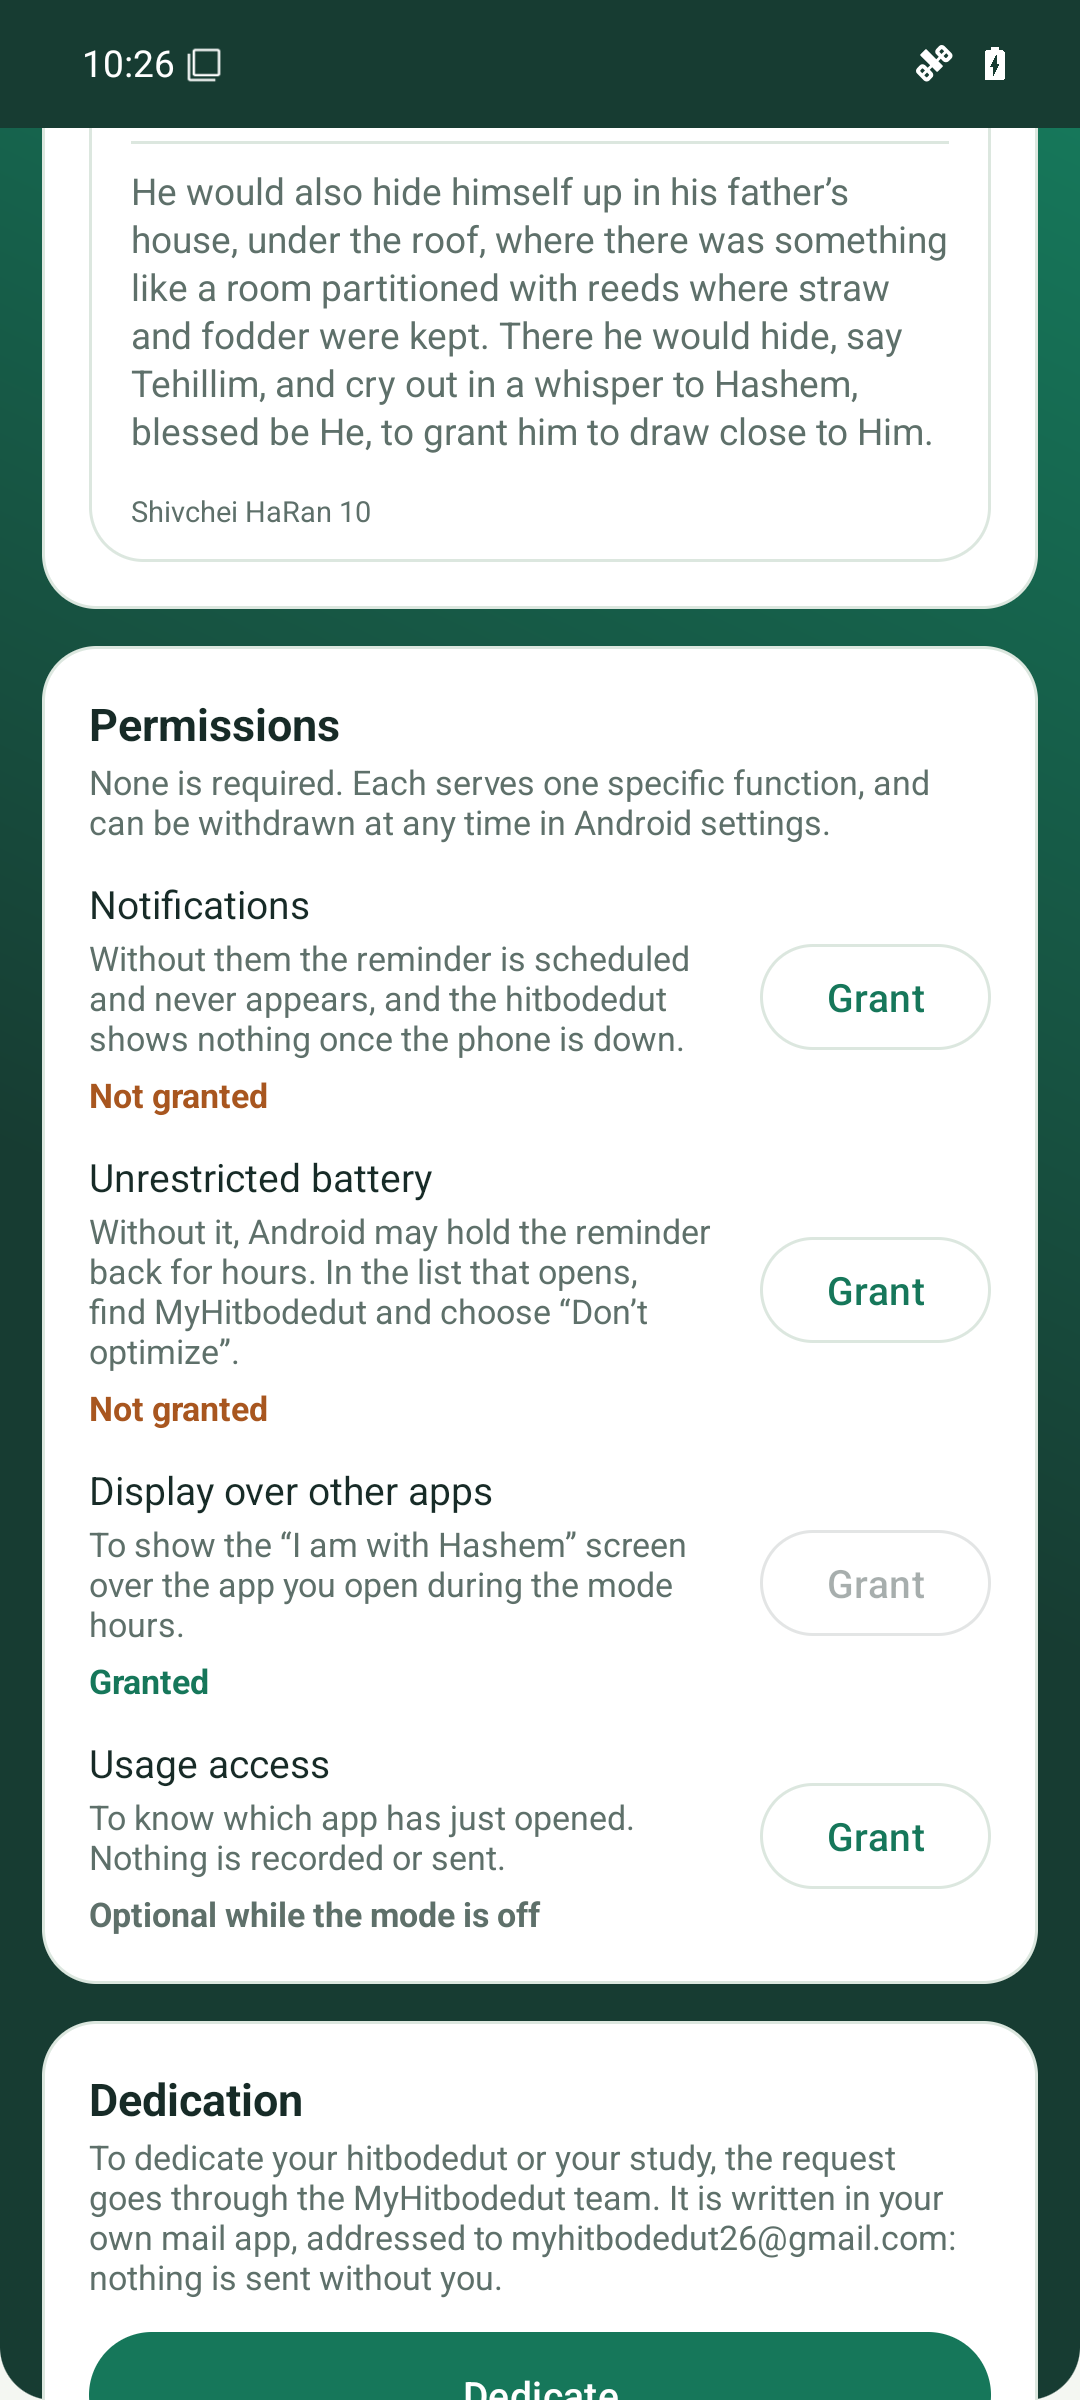 10:26
He would also hide himself up in his father’s
house, under the roof, where there was something
like a room partitioned with reeds where straw
and fodder were kept. There he would hide, say
Tehillim, and cry out in a whisper to Hashem,
blessed be He, to grant him to draw close to Him.
Shivchei HaRan 10
Permissions
None is required. Each serves one specific function, and
can be withdrawn at any time in Android settings.
Notifications
Without them the reminder is scheduled
and never appears, and the hitbodedut
shows nothing once the phone is down.
Grant
Not granted
Unrestricted battery
Without it, Android may hold the reminder
back for hours. In the list that opens,
find MyHitbodedut and choose “Don’t
optimize”.
Grant
Not granted
Display over other apps
To show the “I am with Hashem” screen
over the app you open during the mode
hours.
Grant
Granted
Usage access
To know which app has just opened.
Nothing is recorded or sent.
Grant
Optional while the mode is off
Dedication
To dedicate your hitbodedut or your study, the request
goes through the MyHitbodedut team. It is written in your
own mail app, addressed to myhitbodedut26@gmail.com:
nothing is sent without you.
Dedicate